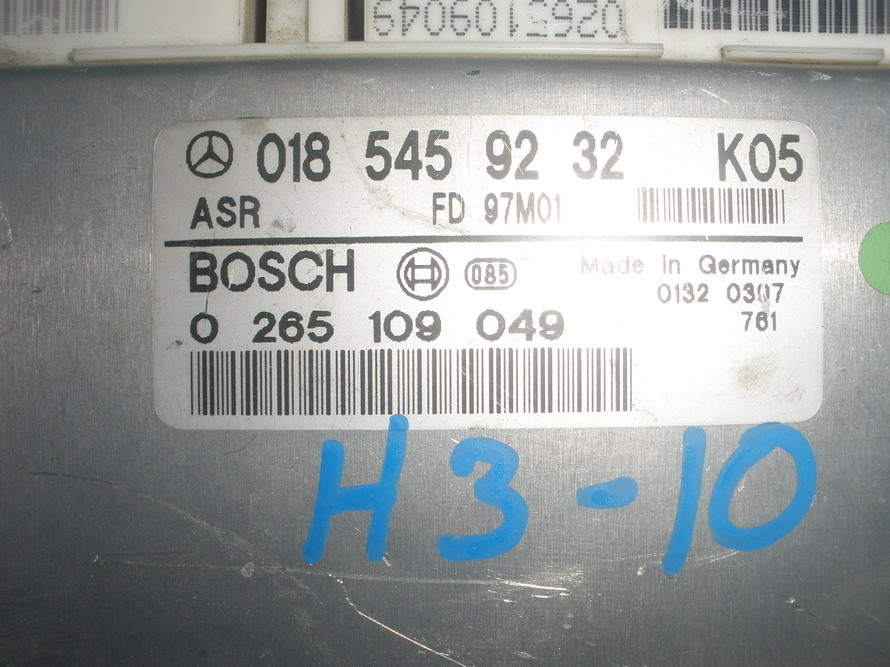 0265109049
018 545 92 32 K05
ASR FD 97M01
BOSCH 085 Made in Germany
0132 0397
0 265 109 049 761
H3-10